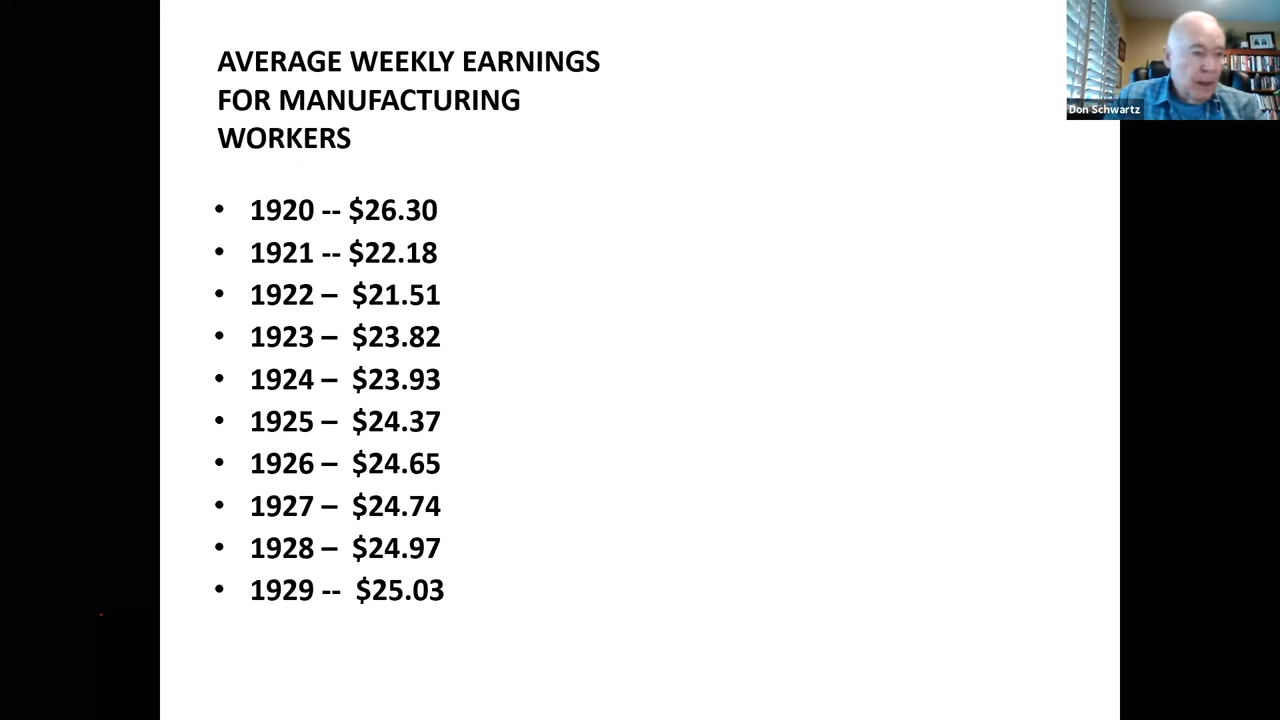 AVERAGE WEEKLY EARNINGS
FOR MANUFACTURING
WORKERS
• 1920 -- $26.30
• 1921 -- $22.18
• 1922 – $21.51
• 1923 – $23.82
• 1924 – $23.93
• 1925 – $24.37
• 1926 – $24.65
• 1927 – $24.74
• 1928 – $24.97
• 1929 -- $25.03
Don Schwartz